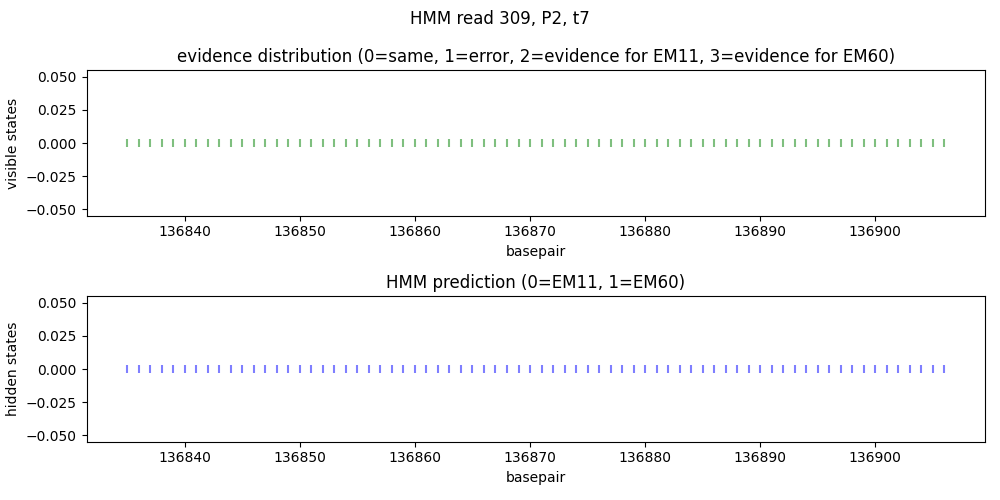 HMM read 309, P2, t7
evidence distribution (0=same, 1=error, 2=evidence for EM11, 3=evidence for EM60)
visible states
0.050
0.025
0.000
−0.025
−0.050
136840 136850 136860 136870 136880 136890 136900
basepair
HMM prediction (0=EM11, 1=EM60)
hidden states
0.050
0.025
0.000
−0.025
−0.050
136840 136850 136860 136870 136880 136890 136900
basepair